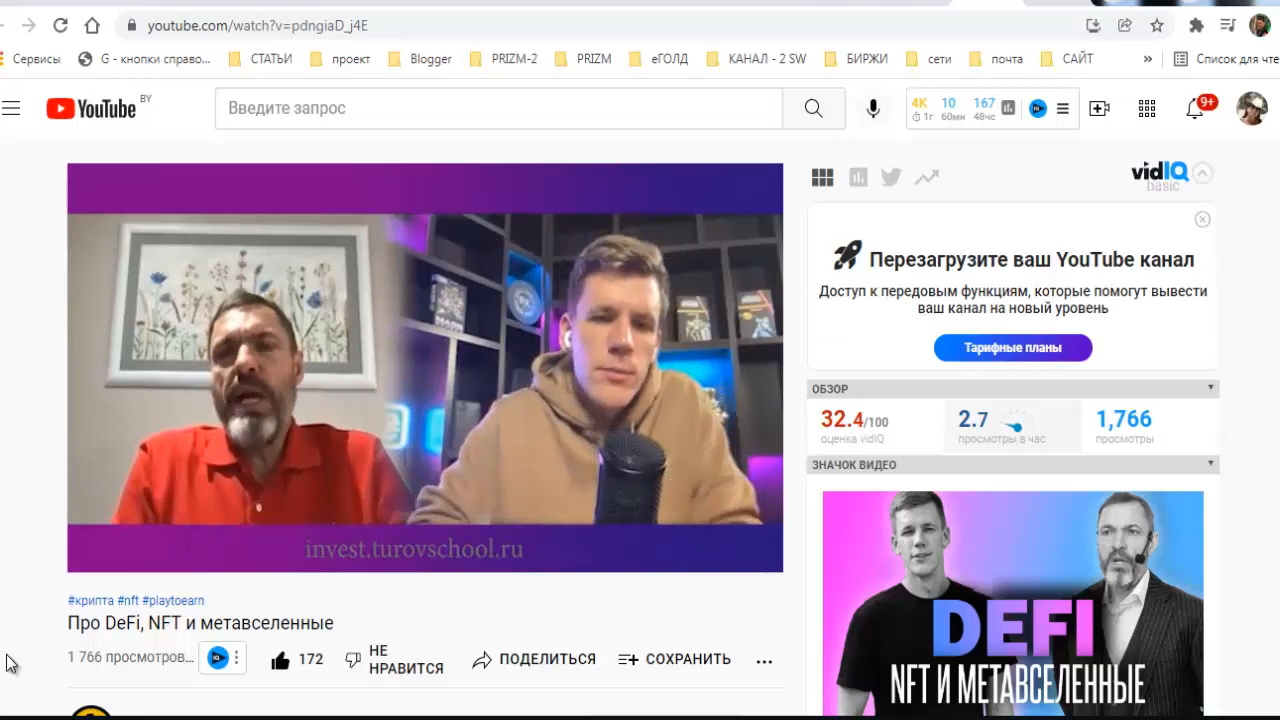 youtube.com/watch?v=pdngiaD_j4E
Сервисы
G - кнопки справо...
СТАТЬИ
проект
Blogger
PRIZM-2
PRIZM
еГОЛД
КАНАЛ - 2 SW
БИРЖИ
сети
почта
САЙТ
»
Список для чте
YouTube BY
Введите запрос
4K 10 167
1г 60мн 48чс
9+
vidIQ
basic
Перезагрузите ваш YouTube канал
Доступ к передовым функциям, которые помогут вывести
ваш канал на новый уровень
Тарифные планы
ОБЗОР
32.4/100 2.7 1,766
оценка vidIQ просмотры в час просмотры
ЗНАЧОК ВИДЕО
DEFI
NFT И МЕТАВСЕЛЕННЫЕ
invest.turovschool.ru
#крипта #nft #playtoearn
Про DeFi, NFT и метавселенные
1 766 просмотров...
IQ
172
НЕ
НРАВИТСЯ
ПОДЕЛИТЬСЯ
СОХРАНИТЬ
...